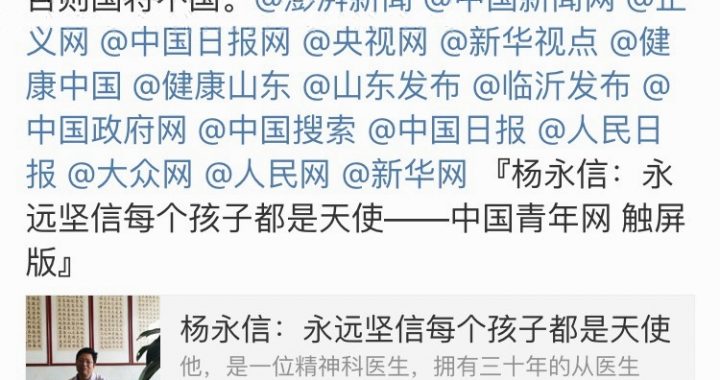 否则国将不国。@澎湃新闻 @中国新闻网 @正
义网 @中国日报网 @央视网 @新华视点 @健
康中国 @健康山东 @山东发布 @临沂发布 @
中国政府网 @中国搜索 @中国日报 @人民日
报 @大众网 @人民网 @新华网 『杨永信：永
远坚信每个孩子都是天使——中国青年网 触屏
版』
杨永信：永远坚信每个孩子都是天使
他，是一位精神科医生，拥有三十年的从医生